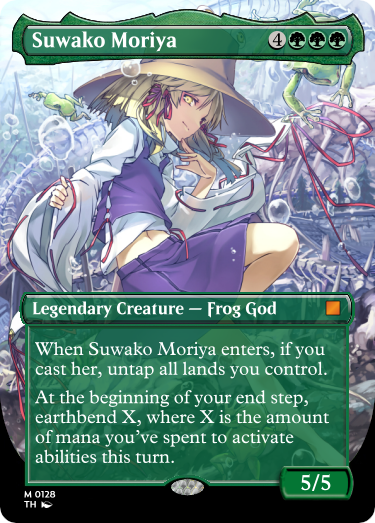 Suwako Moriya 4
Legendary Creature — Frog God
When Suwako Moriya enters, if you
cast her, untap all lands you control.
At the beginning of your end step,
earthbend X, where X is the amount
of mana you've spent to activate
abilities this turn.
5/5
M 0128
TH